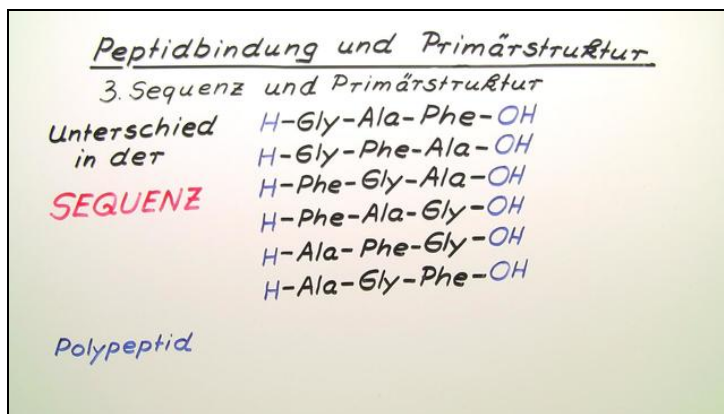 Peptidbindung und Primärstruktur
3. Sequenz und Primärstruktur
Unterschied
in der
SEQUENZ
H-Gly-Ala-Phe-OH
H-Gly-Phe-Ala-OH
H-Phe-Gly-Ala-OH
H-Phe-Ala-Gly-OH
H-Ala-Phe-Gly-OH
H-Ala-Gly-Phe-OH
Polypeptid